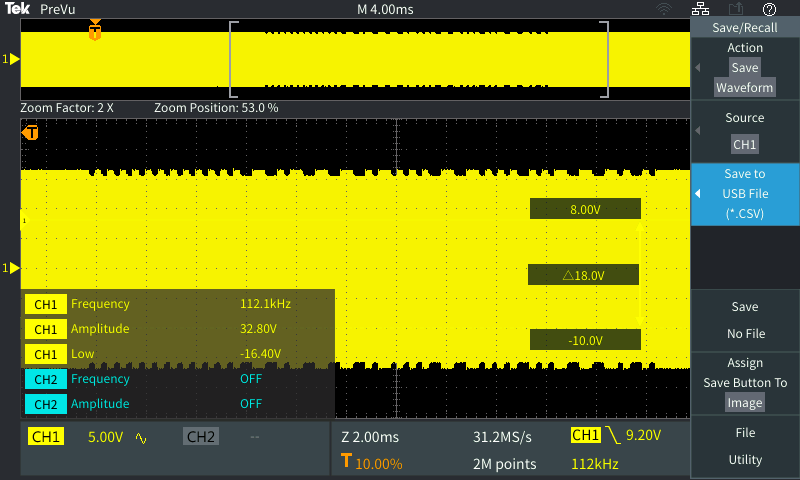 Tek PreVu M 4.00ms
T
1
Zoom Factor: 2 X Zoom Position: 53.0 %
T
1
8.00V
1
△18.0V
-10.0V
CH1 Frequency 112.1kHz
CH1 Amplitude 32.80V
CH1 Low -16.40V
CH2 Frequency OFF
CH2 Amplitude OFF
CH1 5.00V CH2 --
Z 2.00ms 31.2MS/s CH1 9.20V
T 10.00% 2M points 112kHz
Save/Recall
Action
Save
Waveform
Source
CH1
Save to
USB File
(*.CSV)
Save
No File
Assign
Save Button To
Image
File
Utility